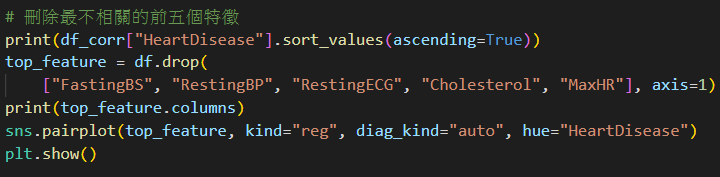 # 刪除最不相關的前五個特徵
print(df_corr["HeartDisease"].sort_values(ascending=True))
top_feature = df.drop(
    ["FastingBS", "RestingBP", "RestingECG", "Cholesterol", "MaxHR"], axis=1)
print(top_feature.columns)
sns.pairplot(top_feature, kind="reg", diag_kind="auto", hue="HeartDisease")
plt.show()